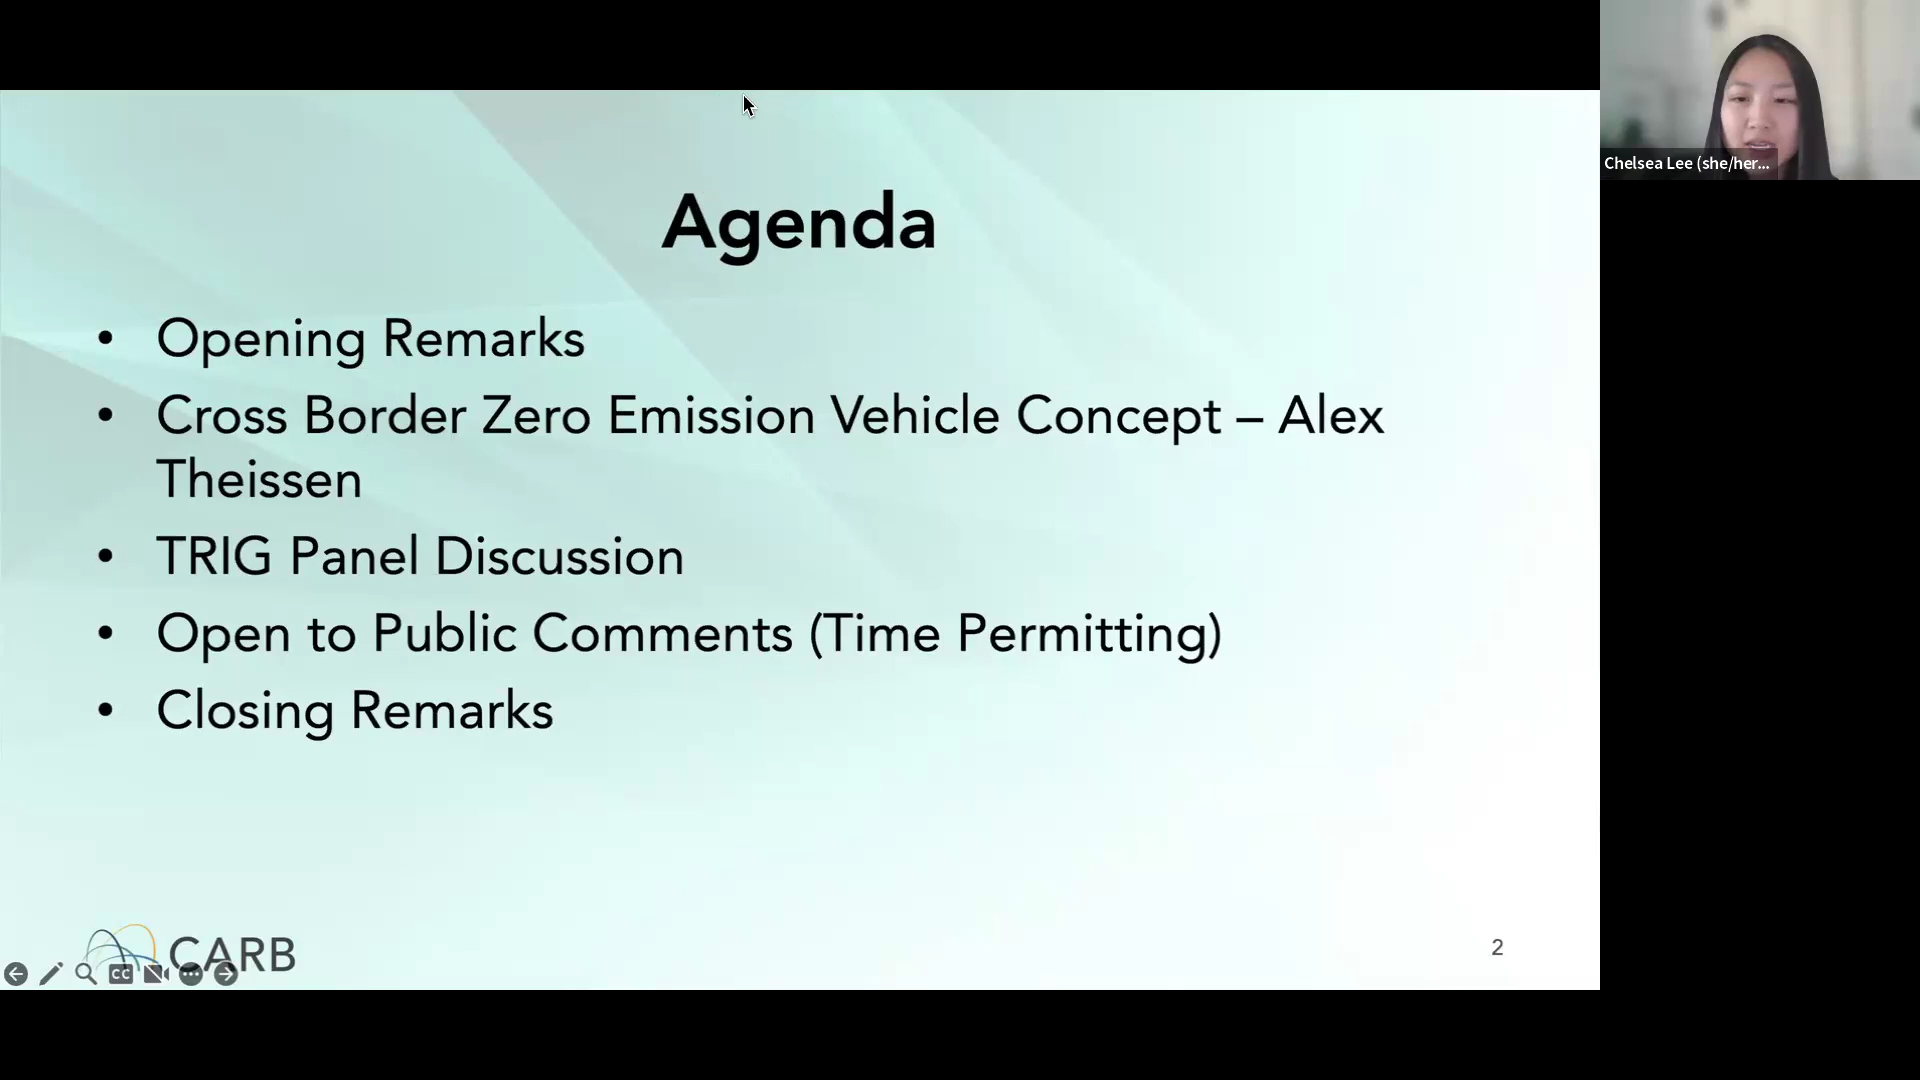 Agenda
• Opening Remarks
• Cross Border Zero Emission Vehicle Concept – Alex
Theissen
• TRIG Panel Discussion
• Open to Public Comments (Time Permitting)
• Closing Remarks
CARB
CC
2
Chelsea Lee (she/her...